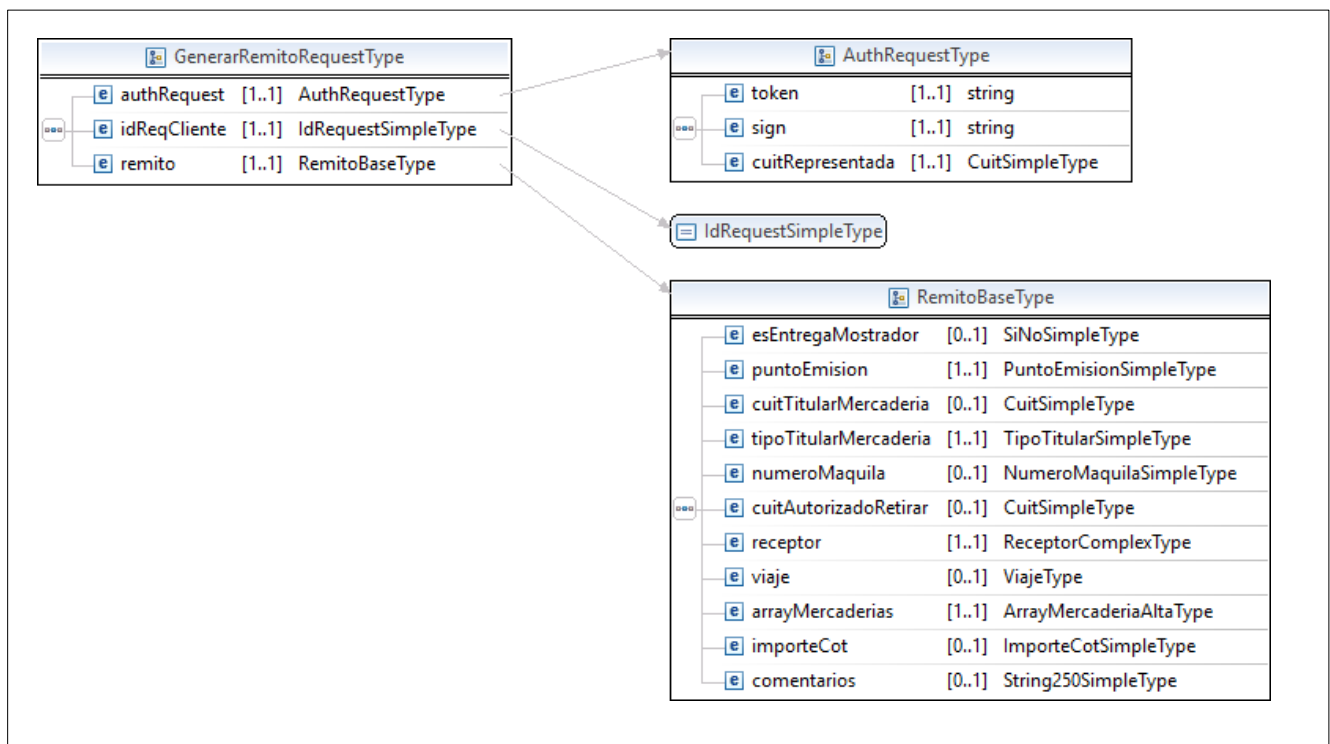 GenerarRemitoRequestType
e authRequest [1..1] AuthRequestType
e idReqCliente [1..1] IdRequestSimpleType
e remito [1..1] RemitoBaseType
AuthRequestType
e token [1..1] string
e sign [1..1] string
e cuitRepresentada [1..1] CuitSimpleType
IdRequestSimpleType
RemitoBaseType
e esEntregaMostrador [0..1] SiNoSimpleType
e puntoEmision [1..1] PuntoEmisionSimpleType
e cuitTitularMercaderia [0..1] CuitSimpleType
e tipoTitularMercaderia [1..1] TipoTitularSimpleType
e numeroMaquila [0..1] NumeroMaquilaSimpleType
e cuitAutorizadoRetirar [0..1] CuitSimpleType
e receptor [1..1] ReceptorComplexType
e viaje [0..1] ViajeType
e arrayMercaderias [1..1] ArrayMercaderiaAltaType
e importeCot [0..1] ImporteCotSimpleType
e comentarios [0..1] String250SimpleType